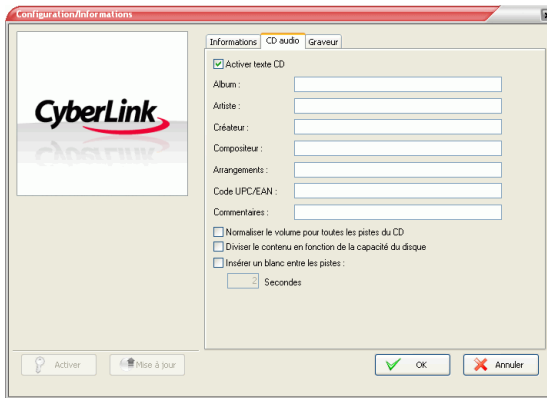 Configuration/Informations
CyberLink
Informations CD audio Graveur
Activer texte CD
Album :
Artiste :
Créateur :
Compositeur :
Arrangements :
Code UPC/EAN :
Commentaires :
Normaliser le volume pour toutes les pistes du CD
Diviser le contenu en fonction de la capacité du disque
Insérer un blanc entre les pistes :
2 Secondes
Activer Mise à jour OK Annuler